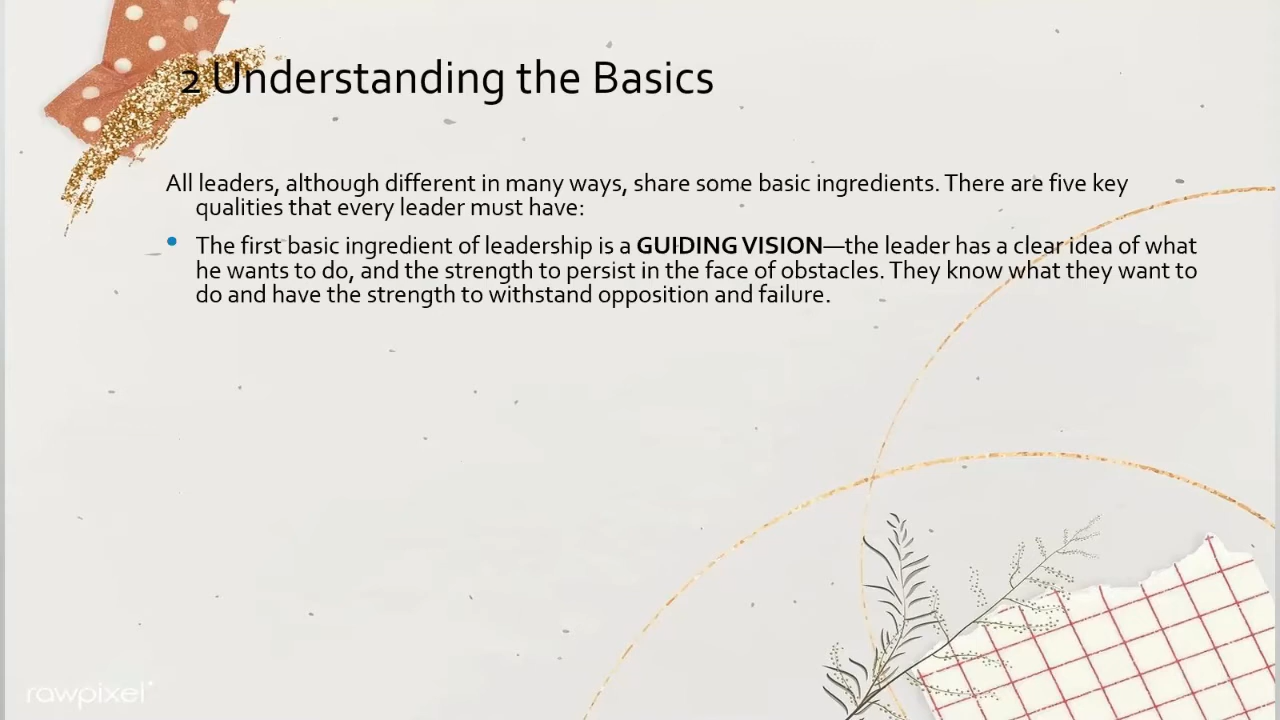 2 Understanding the Basics
All leaders, although different in many ways, share some basic ingredients. There are five key
qualities that every leader must have:
• The first basic ingredient of leadership is a GUIDING VISION—the leader has a clear idea of what
he wants to do, and the strength to persist in the face of obstacles. They know what they want to
do and have the strength to withstand opposition and failure.
rawpixel